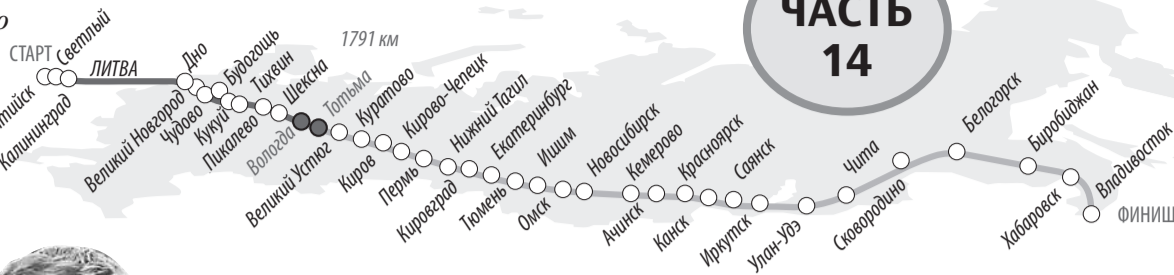 СТАРТ
Светлый
Калининград
ЛИТВА
Дно
Великий Новгород
Чудово
Будогощь
Кукуй
Тихвин
Пикалево
Шексна
Вологда
1791 км
Тотьма
Великий Устюг
Куратово
Киров
Кирово-Чепецк
Пермь
Нижний Тагил
Кировград
Екатеринбург
Тюмень
Ишим
Омск
Новосибирск
Ачинск
Кемерово
Канск
Красноярск
Иркутск
Саянск
Улан-Удэ
Чита
Сковородино
Белогорск
Биробиджан
Хабаровск
Владивосток
ФИНИШ
ЧАСТЬ
14